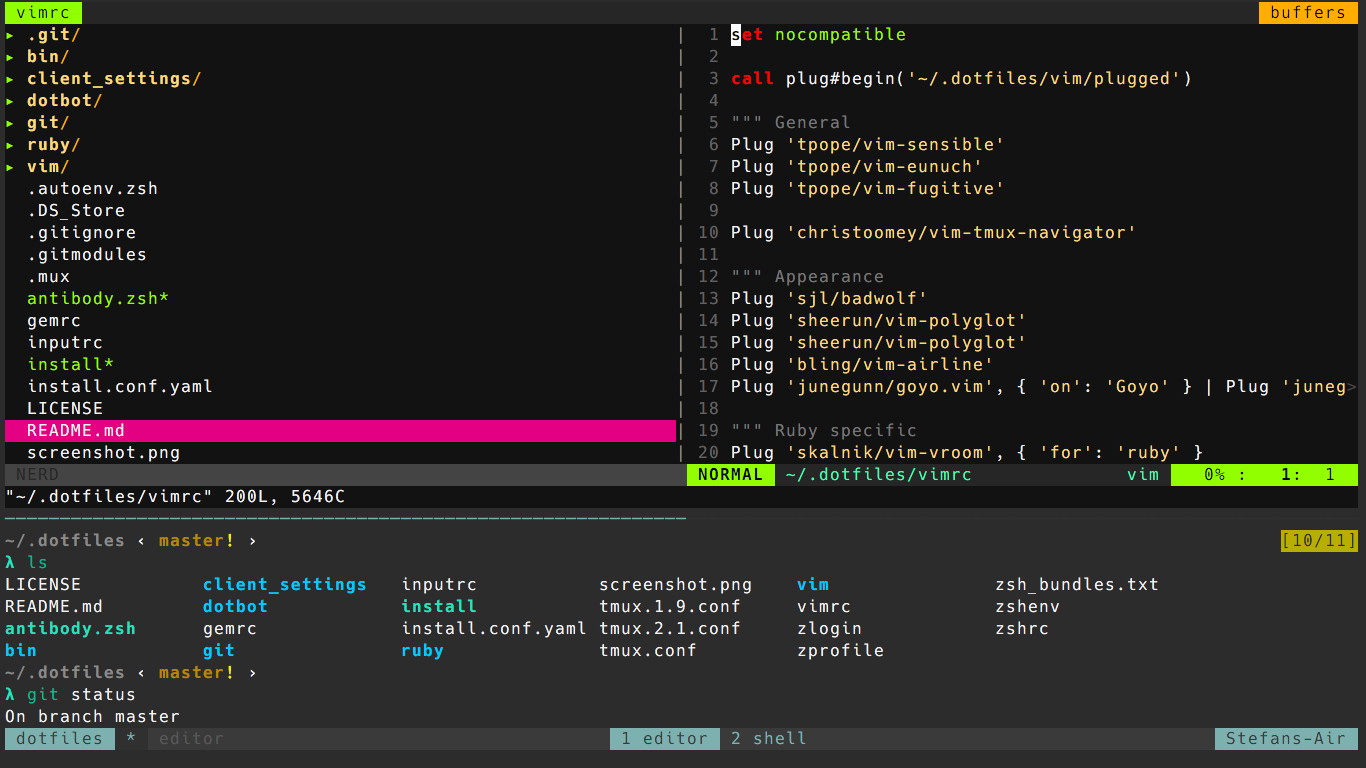 vimrc buffers
▸ .git/
▸ bin/
▸ client_settings/
▸ dotbot/
▸ git/
▸ ruby/
▸ vim/
.autoenv.zsh
.DS_Store
.gitignore
.gitmodules
.mux
antibody.zsh*
gemrc
inputrc
install*
install.conf.yaml
LICENSE
README.md
screenshot.png
NERD
1 set nocompatible
2
3 call plug#begin('~/.dotfiles/vim/plugged')
4
5 """ General
6 Plug 'tpope/vim-sensible'
7 Plug 'tpope/vim-eunuch'
8 Plug 'tpope/vim-fugitive'
9
10 Plug 'christoomey/vim-tmux-navigator'
11
12 """ Appearance
13 Plug 'sjl/badwolf'
14 Plug 'sheerun/vim-polyglot'
15 Plug 'sheerun/vim-polyglot'
16 Plug 'bling/vim-airline'
17 Plug 'junegunn/goyo.vim', { 'on': 'Goyo' } | Plug 'juneg>
18
19 """ Ruby specific
20 Plug 'skalnik/vim-vroom', { 'for': 'ruby' }
NORMAL ~/.dotfiles/vimrc vim 0% : 1: 1
"~/.dotfiles/vimrc" 200L, 5646C
~/.dotfiles ‹ master! › [10/11]
λ ls
LICENSE client_settings inputrc screenshot.png vim zsh_bundles.txt
README.md dotbot install tmux.1.9.conf vimrc zshenv
antibody.zsh gemrc install.conf.yaml tmux.2.1.conf zlogin zshrc
bin git ruby tmux.conf zprofile
~/.dotfiles ‹ master! ›
λ git status
On branch master
dotfiles * editor 1 editor 2 shell Stefans-Air